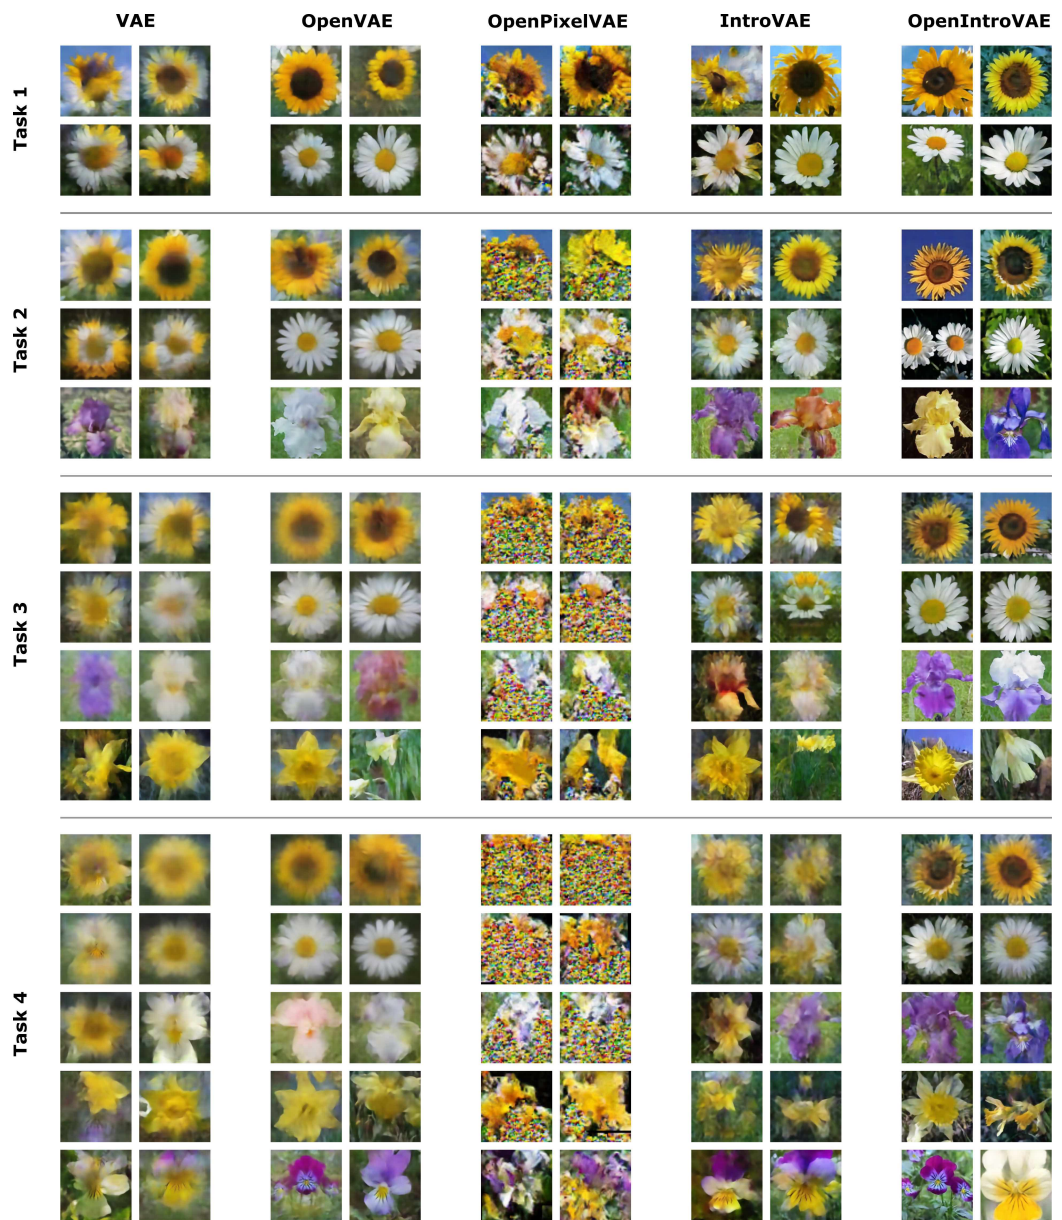 VAE OpenVAE OpenPixelVAE IntroVAE OpenIntroVAE
Task 1
Task 2
Task 3
Task 4